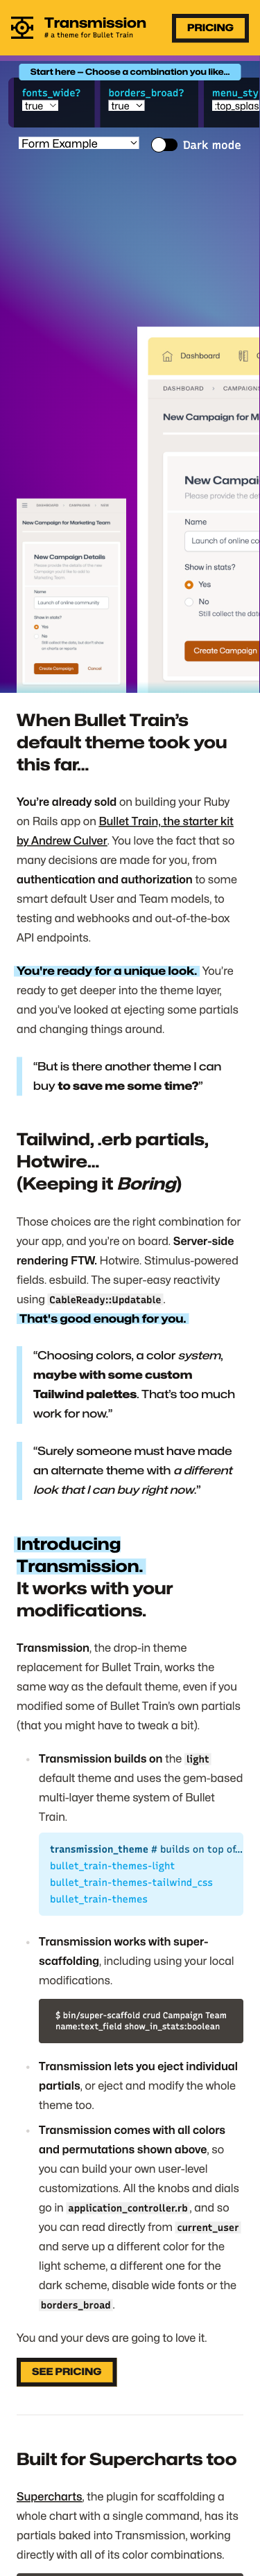 Transmission
# a theme for Bullet Train
PRICING
Start here — Choose a combination you like...
fonts_wide?
borders_broad?
menu_sty
true
true
:top_splas
Form Example
Dark mode
Dashboard
DASHBOARD
CAMPAIGNS
New Campaign for M
New Campai
Please provide the de
Name
Launch of online co
Show in stats?
Yes
No
Still collect the dat
Create Campaign
DASHBOARD
CAMPAIGNS
NEW
New Campaign for Marketing Team
New Campaign Details
Please provide the details of the new
Campaign you'd like to add to
Marketing Team.
Name
Launch of online community
Show in stats?
Yes
No
Still collect the stats, but don't show
on emails or reports
Create Campaign
Cancel
When Bullet Train’s
default theme took you
this far...
You’re already sold on building your Ruby
on Rails app on Bullet Train, the starter kit
by Andrew Culver. You love the fact that so
many decisions are made for you, from
authentication and authorization to some
smart default User and Team models, to
testing and webhooks and out-of-the-box
API endpoints.
You're ready for a unique look. You’re
ready to get deeper into the theme layer,
and you’ve looked at ejecting some partials
and changing things around.
“But is there another theme I can
buy to save me some time?”
Tailwind, .erb partials,
Hotwire...
(Keeping it Boring)
Those choices are the right combination for
your app, and you’re on board. Server-side
rendering FTW. Hotwire. Stimulus-powered
fields. esbuild. The super-easy reactivity
using CableReady::Updatable.
That's good enough for you.
“Choosing colors, a color system,
maybe with some custom
Tailwind palettes. That’s too much
work for now.”
“Surely someone must have made
an alternate theme with a different
look that I can buy right now.”
Introducing
Transmission.
It works with your
modifications.
Transmission, the drop-in theme
replacement for Bullet Train, works the
same way as the default theme, even if you
modified some of Bullet Train’s own partials
(that you might have to tweak a bit).
Transmission builds on the light
default theme and uses the gem-based
multi-layer theme system of Bullet
Train.
transmission_theme # builds on top of...
bullet_train-themes-light
bullet_train-themes-tailwind_css
bullet_train-themes
Transmission works with super-
scaffolding, including using your local
modifications.
$ bin/super-scaffold crud Campaign Team
name:text_field show_in_stats:boolean
Transmission lets you eject individual
partials, or eject and modify the whole
theme too.
Transmission comes with all colors
and permutations shown above, so
you can build your own user-level
customizations. All the knobs and dials
go in application_controller.rb, and so
you can read directly from current_user
and serve up a different color for the
light scheme, a different one for the
dark scheme, disable wide fonts or the
borders_broad.
You and your devs are going to love it.
SEE PRICING
Built for Supercharts too
Supercharts, the plugin for scaffolding a
whole chart with a single command, has its
partials baked into Transmission, working
directly with all of its color combinations.